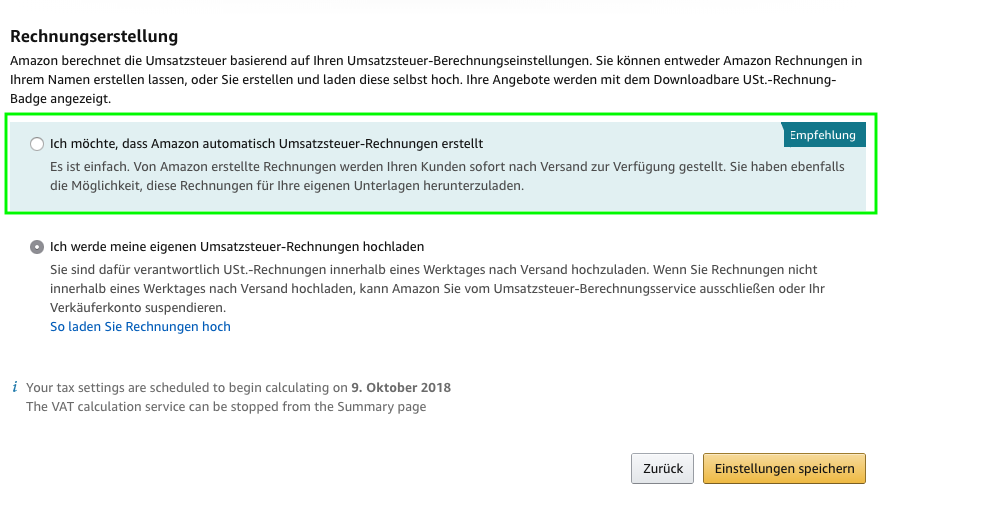 Rechnungserstellung
Amazon berechnet die Umsatzsteuer basierend auf Ihren Umsatzsteuer-Berechnungseinstellungen. Sie können entweder Amazon Rechnungen in
Ihrem Namen erstellen lassen, oder Sie erstellen und laden diese selbst hoch. Ihre Angebote werden mit dem Downloadbare USt.-Rechnung-
Badge angezeigt.
Empfehlung
Ich möchte, dass Amazon automatisch Umsatzsteuer-Rechnungen erstellt
Es ist einfach. Von Amazon erstellte Rechnungen werden Ihren Kunden sofort nach Versand zur Verfügung gestellt. Sie haben ebenfalls
die Möglichkeit, diese Rechnungen für Ihre eigenen Unterlagen herunterzuladen.
Ich werde meine eigenen Umsatzsteuer-Rechnungen hochladen
Sie sind dafür verantwortlich USt.-Rechnungen innerhalb eines Werktages nach Versand hochzuladen. Wenn Sie Rechnungen nicht
innerhalb eines Werktages nach Versand hochladen, kann Amazon Sie vom Umsatzsteuer-Berechnungsservice ausschließen oder Ihr
Verkäuferkonto suspendieren.
So laden Sie Rechnungen hoch
i Your tax settings are scheduled to begin calculating on 9. Oktober 2018
The VAT calculation service can be stopped from the Summary page
Zurück Einstellungen speichern